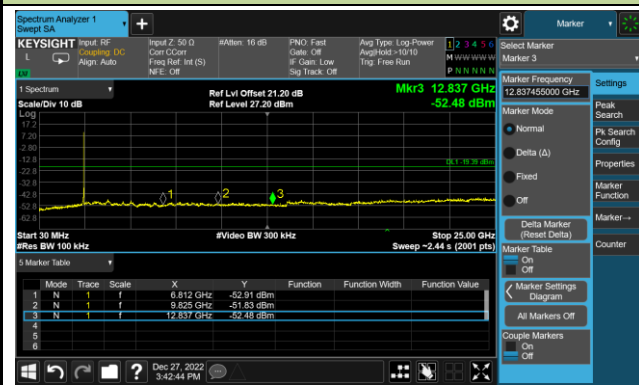 Spectrum Analyzer 1
Swept SA
+
Marker
KEYSIGHT
Input: RF
Coupling: DC
Align: Auto
Input Z: 50 Ω
Corr CCorr
Freq Ref: Int (S)
NFE: Off
#Atten: 16 dB
PNO: Fast
Gate: Off
IF Gain: Low
Sig Track: Off
Avg Type: Log-Power
Avg|Hold:>10/10
Trig: Free Run
1 2 3 4 5 6
M W W W W W
P N N N N N
L
LXI
Select Marker
Marker 3
1 Spectrum
Scale/Div 10 dB
Ref Lvl Offset 21.20 dB
Ref Level 27.20 dBm
Mkr3 12.837 GHz
-52.48 dBm
Log
17.2
7.20
-2.80
-12.8
-22.8
-32.8
-42.8
-52.8
-62.8
DL1 -19.39 dBm
1
2
3
Start 30 MHz
#Res BW 100 kHz
#Video BW 300 kHz
Stop 25.00 GHz
Sweep ~2.44 s (2001 pts)
5 Marker Table
Mode Trace Scale X Y Function Function Width Function Value
1 N 1 f 6.812 GHz -52.91 dBm
2 N 1 f 9.825 GHz -51.83 dBm
3 N 1 f 12.837 GHz -52.48 dBm
4
5
6
Marker Frequency
12.837455000 GHz
Marker Mode
Normal
Delta (Δ)
Fixed
Off
Delta Marker
(Reset Delta)
Marker Table
On
Off
Marker Settings
Diagram
All Markers Off
Couple Markers
On
Off
Settings
Peak
Search
Pk Search
Config
Properties
Marker
Function
Marker→
Counter
?
Dec 27, 2022
3:42:44 PM